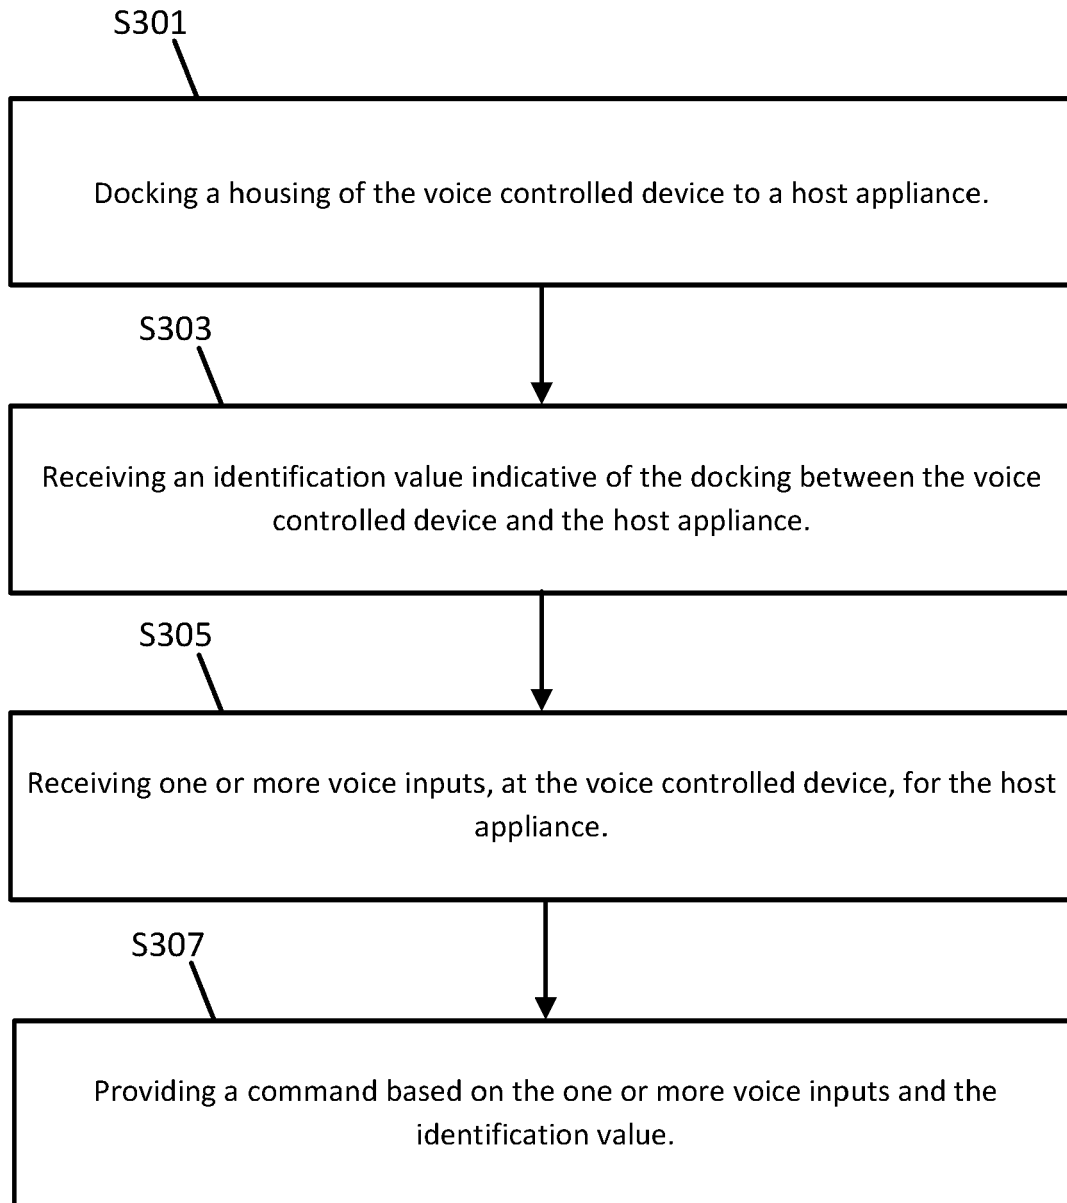 S301
Docking a housing of the voice controlled device to a host appliance.
S303
Receiving an identification value indicative of the docking between the voice
controlled device and the host appliance.
S305
Receiving one or more voice inputs, at the voice controlled device, for the host
appliance.
S307
Providing a command based on the one or more voice inputs and the
identification value.